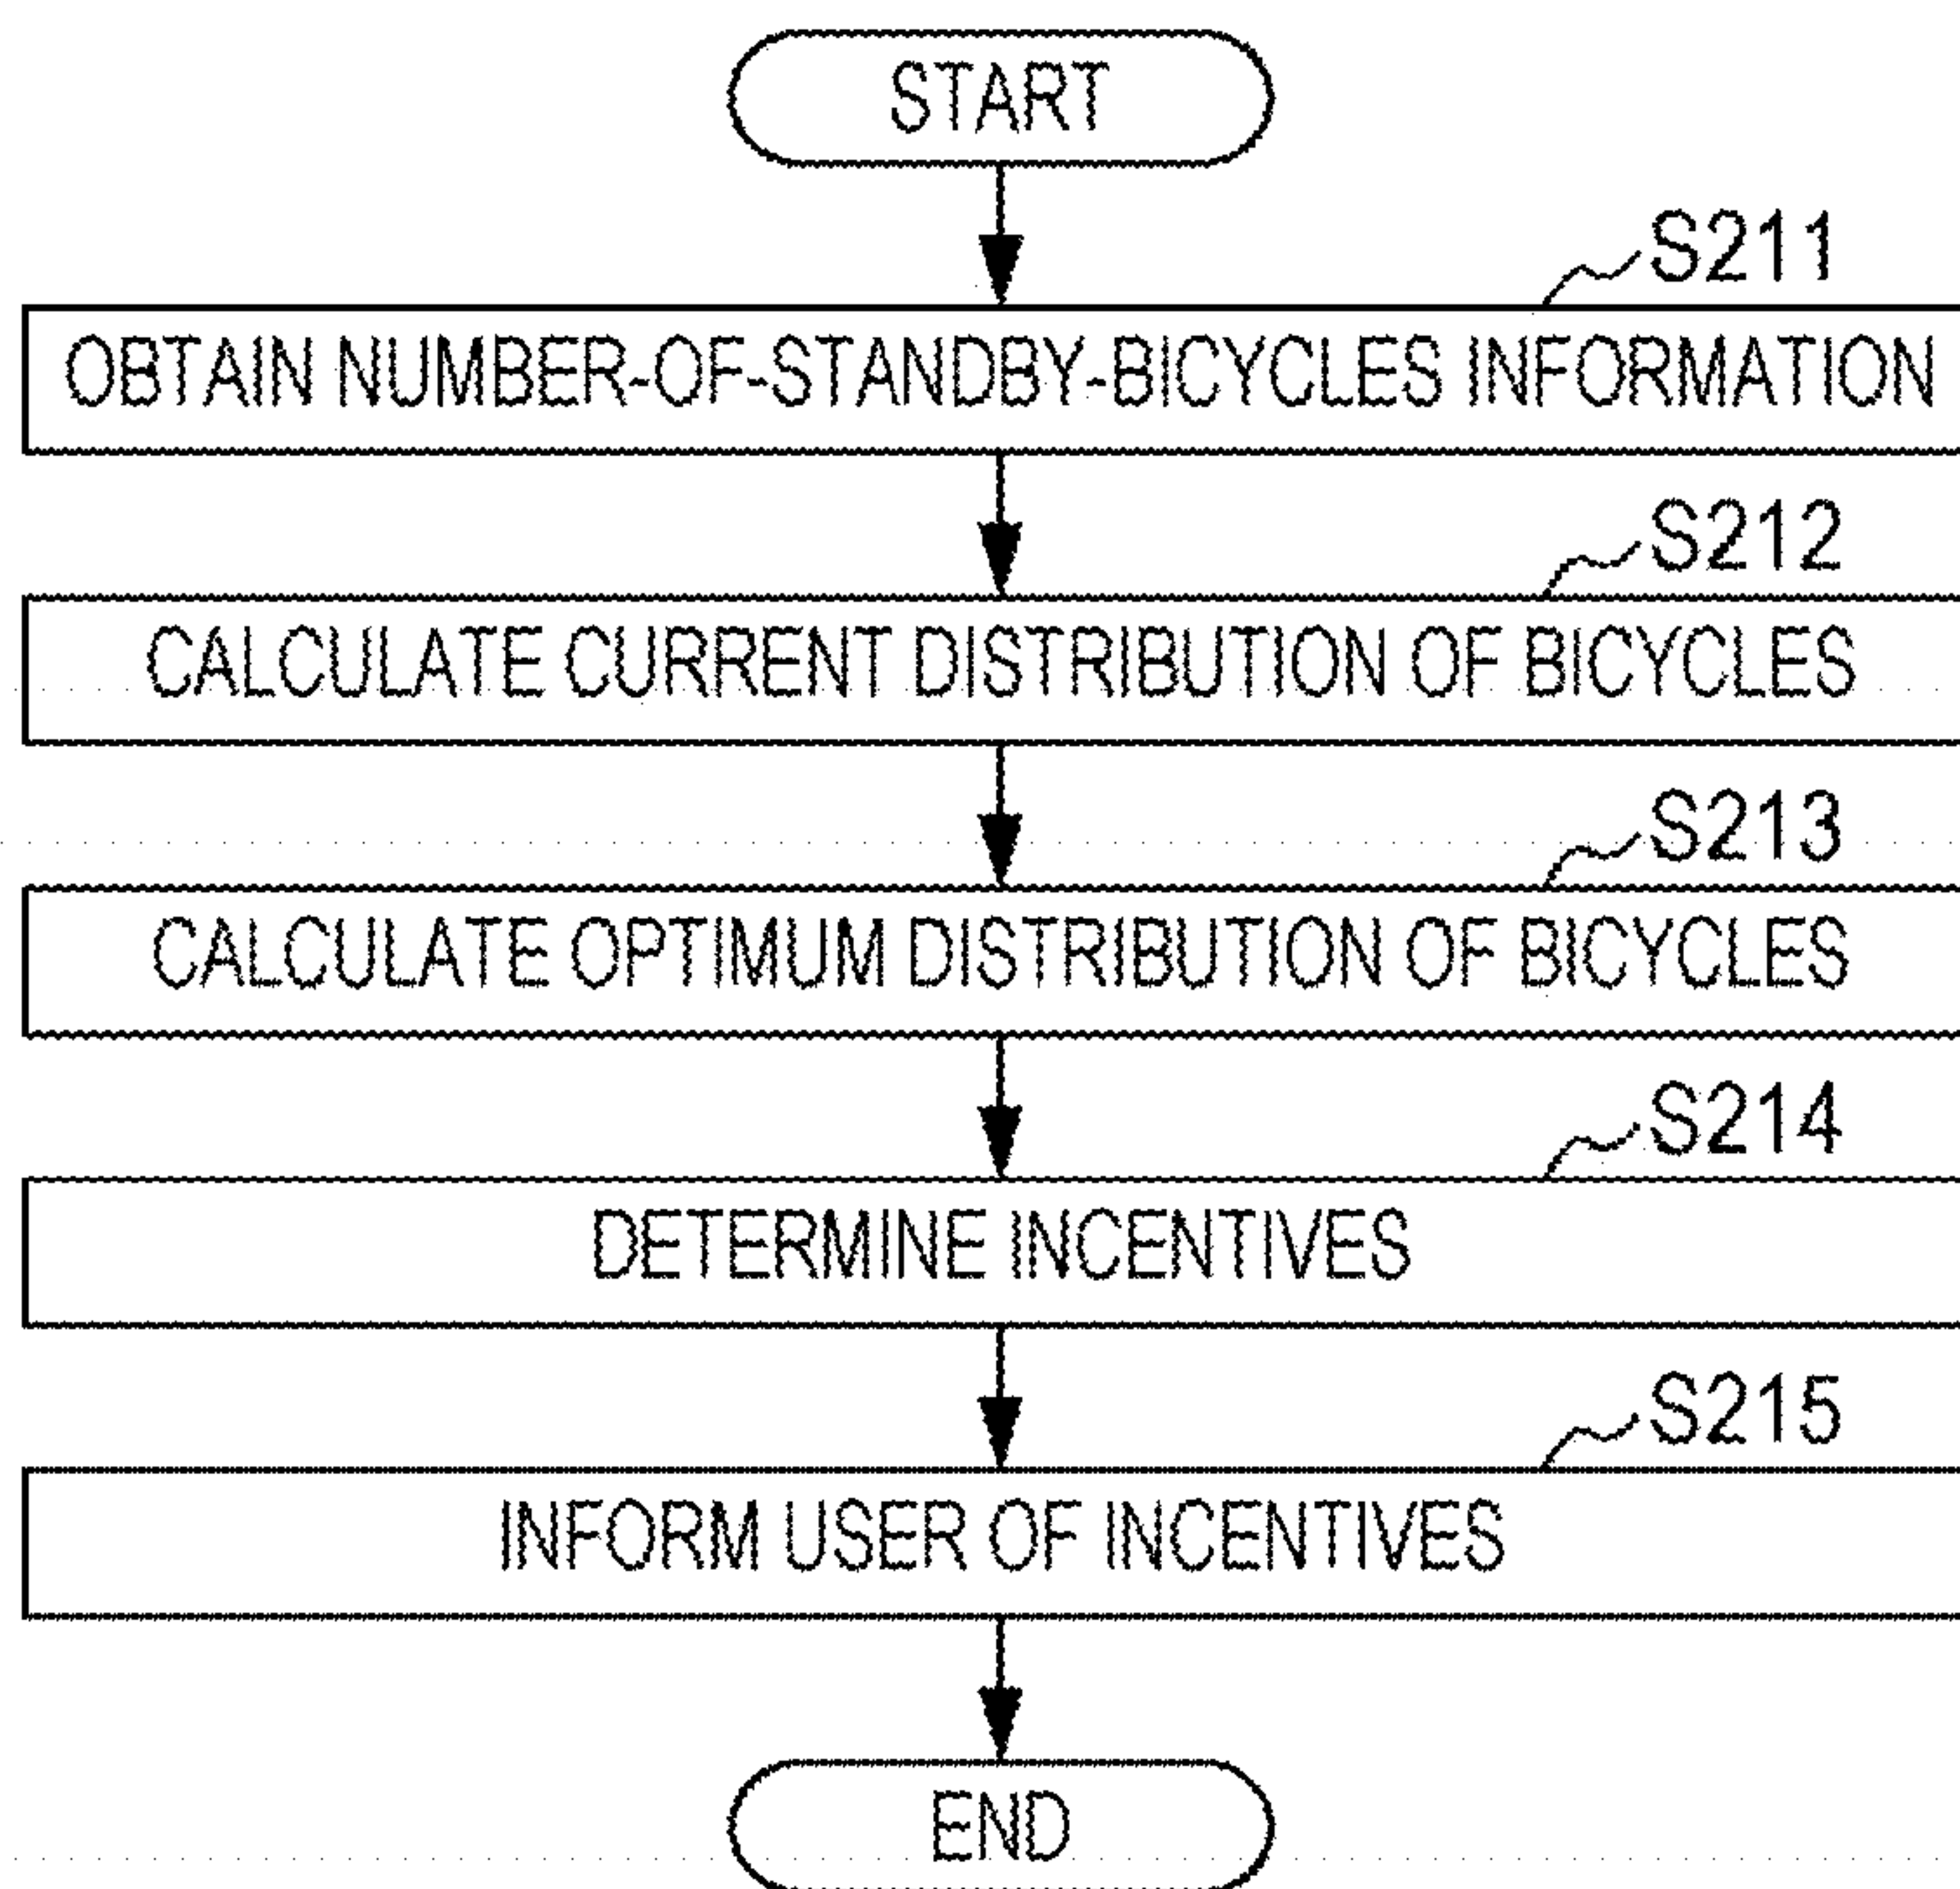 START
S211
OBTAIN NUMBER-OF-STANDBY-BICYCLES INFORMATION
S212
CALCULATE CURRENT DISTRIBUTION OF BICYCLES
S213
CALCULATE OPTIMUM DISTRIBUTION OF BICYCLES
S214
DETERMINE INCENTIVES
S215
INFORM USER OF INCENTIVES
END